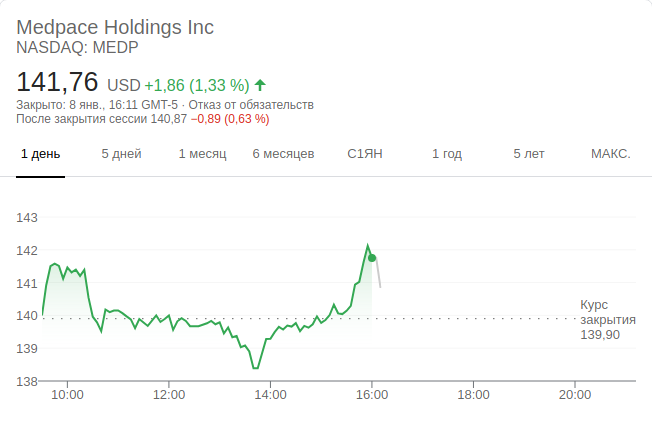 Medpace Holdings Inc
NASDAQ: MEDP
141,76 USD +1,86 (1,33 %)
Закрыто: 8 янв., 16:11 GMT-5 · Отказ от обязательств
После закрытия сессии 140,87 −0,89 (0,63 %)
1 день 5 дней 1 месяц 6 месяцев С1ЯН 1 год 5 лет МАКС.
143
142
141
140
139
138
Курс
закрытия
139,90
10:00 12:00 14:00 16:00 18:00 20:00